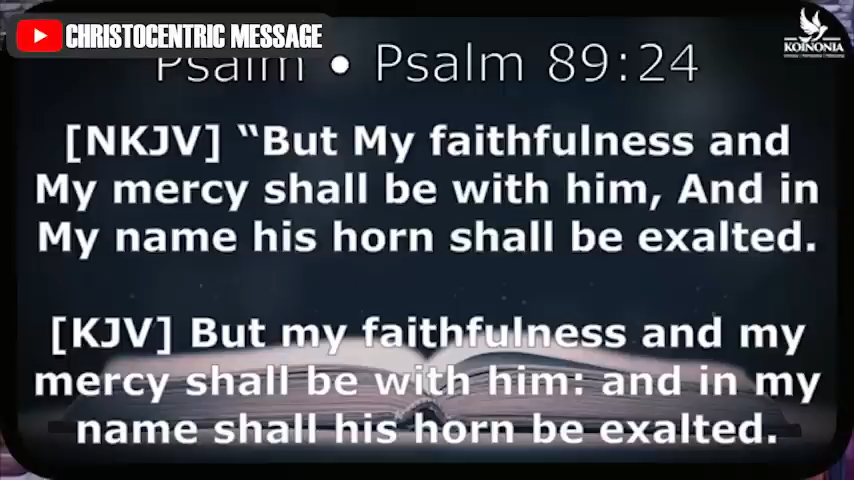 CHRISTOCENTRIC MESSAGE
KOINONIA
Psalm • Psalm 89:24
[NKJV] “But My faithfulness and
My mercy shall be with him, And in
My name his horn shall be exalted.
[KJV] But my faithfulness and my
mercy shall be with him: and in my
name shall his horn be exalted.